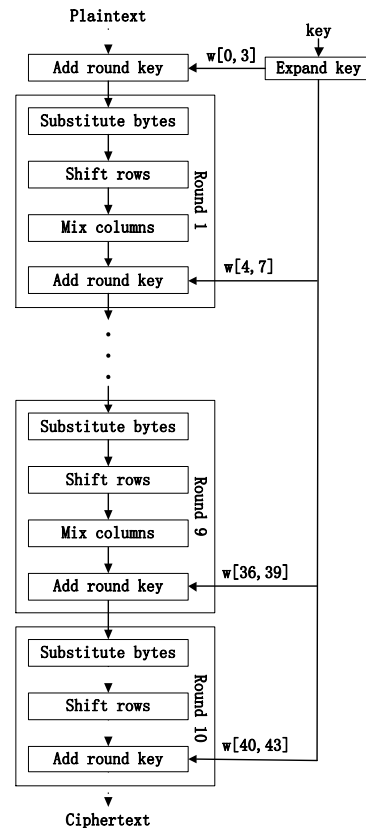 Plaintext
key
Add round key
w[0,3]
Expand key
Substitute bytes
Shift rows
Mix columns
Round 1
Add round key
w[4,7]
Substitute bytes
Shift rows
Mix columns
Round 9
Add round key
w[36,39]
Substitute bytes
Shift rows
Round 10
Add round key
w[40,43]
Ciphertext